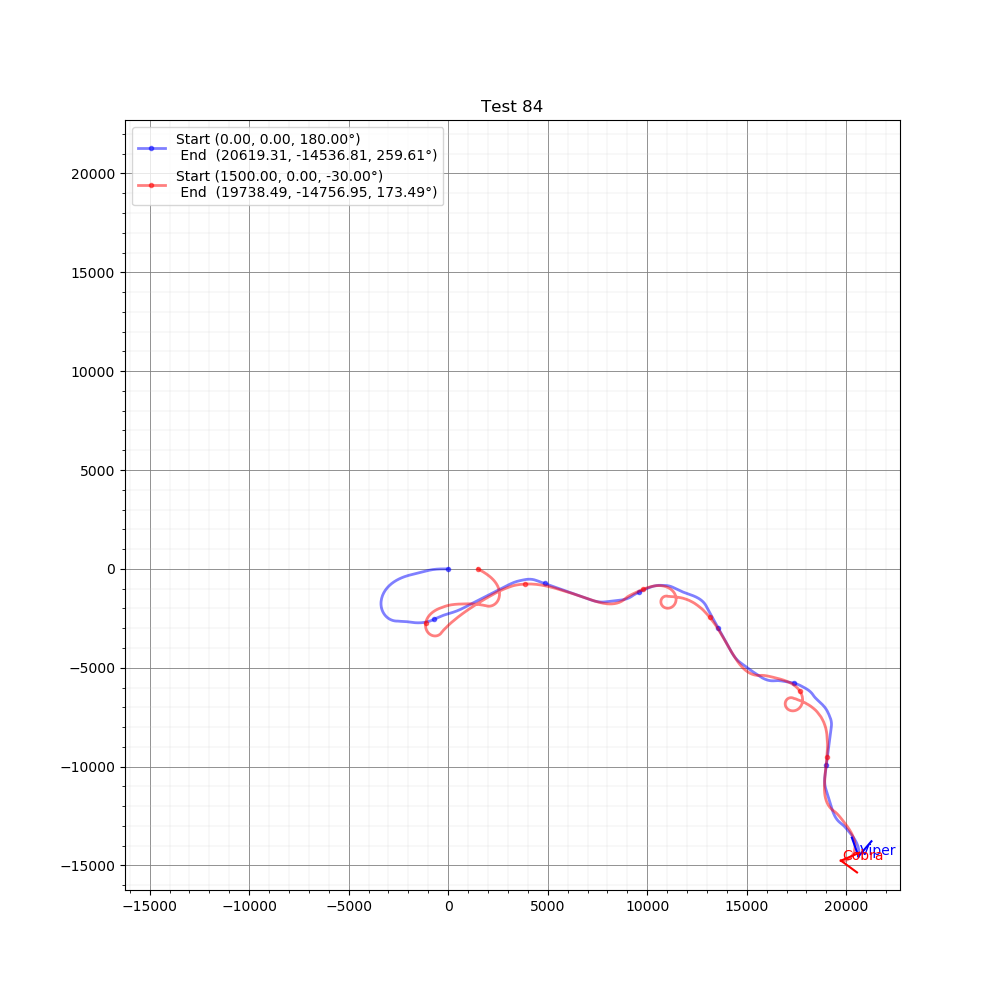 Test 84
Start (0.00, 0.00, 180.00°)
End (20619.31, -14536.81, 259.61°)
Start (1500.00, 0.00, -30.00°)
End (19738.49, -14756.95, 173.49°)
20000
15000
10000
5000
0
−5000
−10000
−15000
Viper
Cobra
−15000 −10000 −5000 0 5000 10000 15000 20000